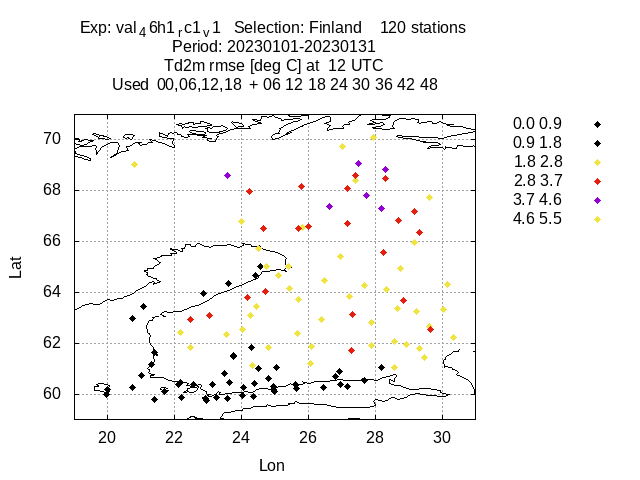 Exp: val4 6h1r c1v 1 Selection: Finland 120 stations
Period: 20230101-20230131
Td2m rmse [deg C] at 12 UTC
Used 00,06,12,18 + 06 12 18 24 30 36 42 48
70
68
66
64
62
60
20 22 24 26 28 30
Lat
Lon
0.0 0.9
0.9 1.8
1.8 2.8
2.8 3.7
3.7 4.6
4.6 5.5